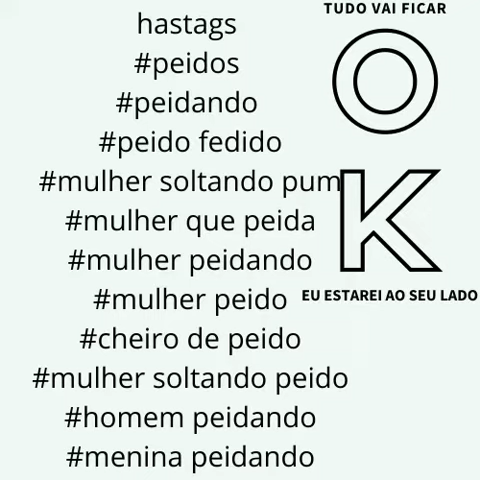 hastags
#peidos
#peidando
#peido fedido
#mulher soltando pum
#mulher que peida
#mulher peidando
#mulher peido
#cheiro de peido
#mulher soltando peido
#homem peidando
#menina peidando
TUDO VAI FICAR
O
K
EU ESTAREI AO SEU LADO